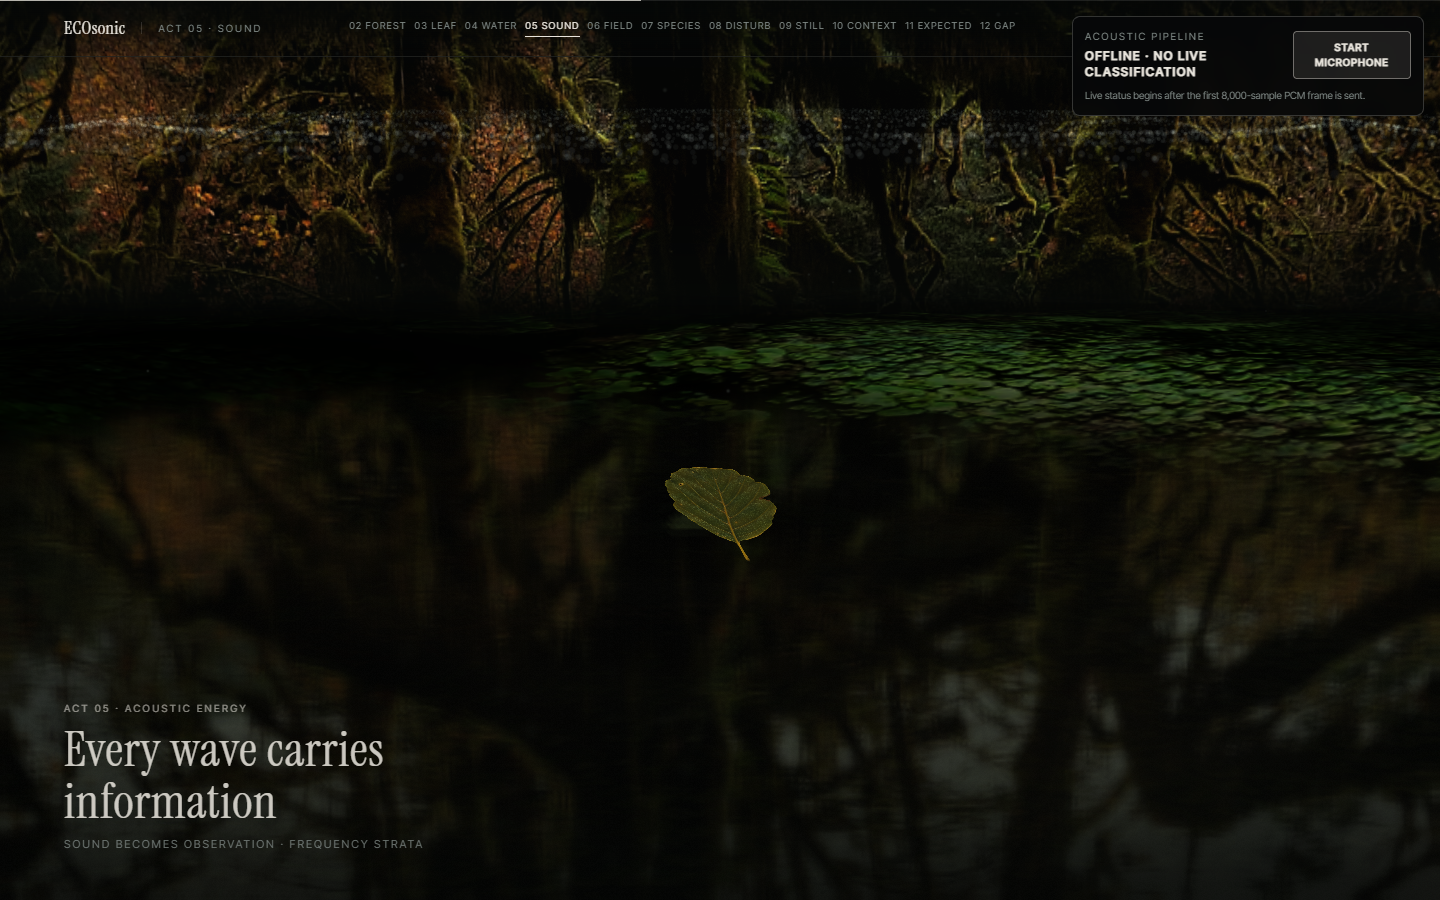 ECOsonic
ACT 05 · SOUND
02 FOREST 03 LEAF 04 WATER 05 SOUND 06 FIELD 07 SPECIES 08 DISTURB 09 STILL 10 CONTEXT 11 EXPECTED 12 GAP
ACOUSTIC PIPELINE
OFFLINE · NO LIVE
CLASSIFICATION
START
MICROPHONE
Live status begins after the first 8,000-sample PCM frame is sent.
ACT 05 · ACOUSTIC ENERGY
Every wave carries
information
SOUND BECOMES OBSERVATION · FREQUENCY STRATA